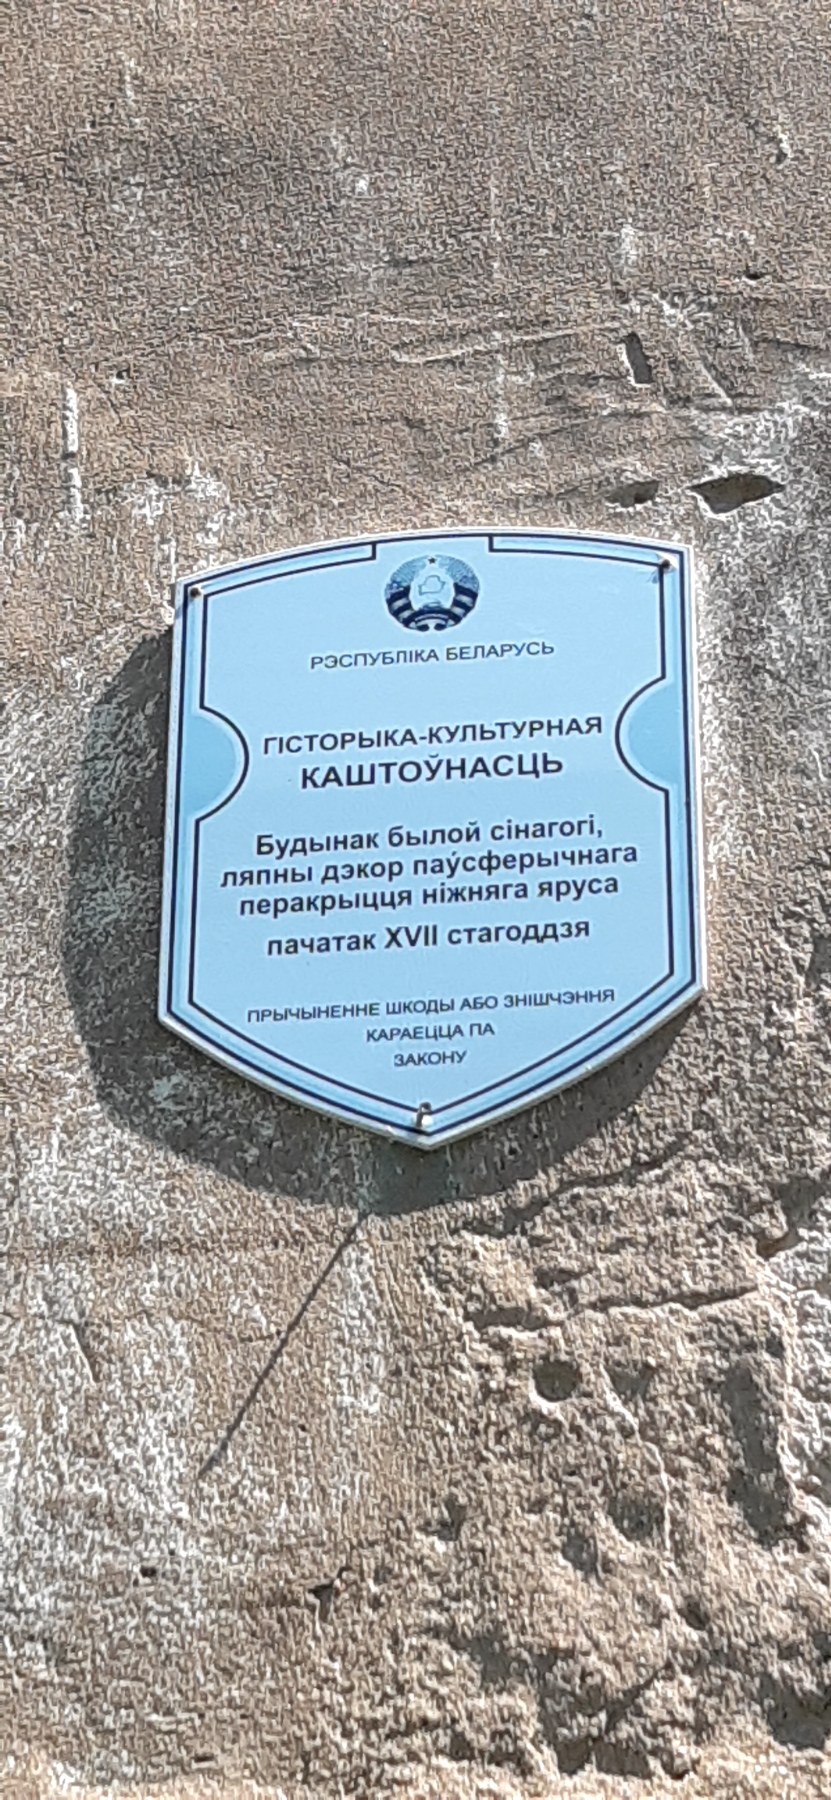 РЭСПУБЛІКА БЕЛАРУСЬ
ГІСТОРЫКА-КУЛЬТУРНАЯ
КАШТОЎНАСЦЬ
Будынак былой сінагогі,
ляпны дэкор паўсферычнага
перакрыцця ніжняга яруса
пачатак XVII стагоддзя
ПРЫЧЫНЕННЕ ШКОДЫ АБО ЗНІШЧЭННЯ
КАРАЕЦЦА ПА
ЗАКОНУ